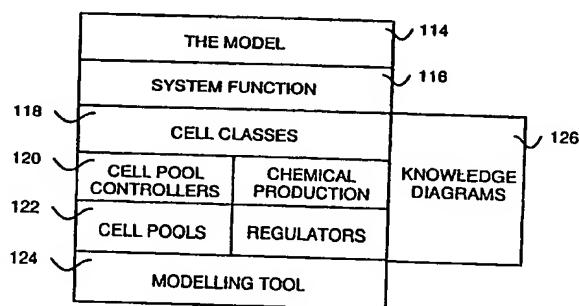 THE MODEL
114
SYSTEM FUNCTION
116
118
CELL CLASSES
126
120
CELL POOL
CONTROLLERS
CHEMICAL
PRODUCTION
KNOWLEDGE
DIAGRAMS
122
CELL POOLS
REGULATORS
124
MODELLING TOOL